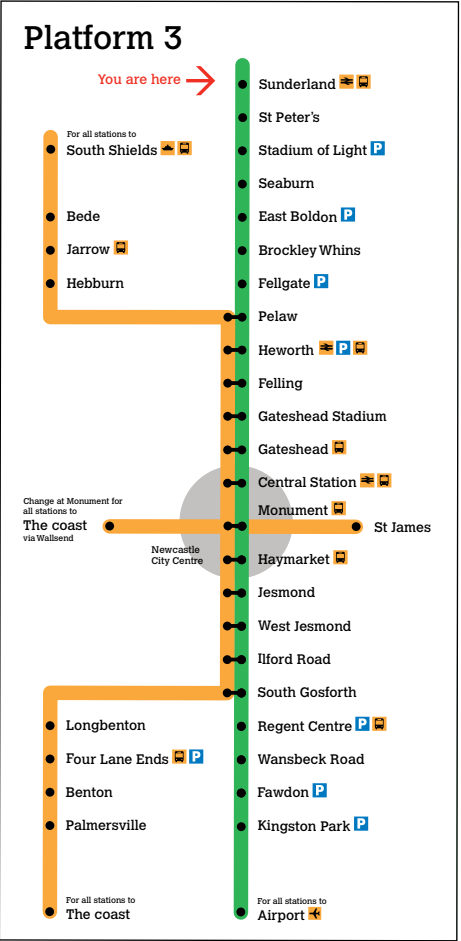 Platform 3
You are here
Sunderland
St Peter's
For all stations to
South Shields
Stadium of Light P
Seaburn
Bede
East Boldon P
Jarrow
Brockley Whins
Hebburn
Fellgate P
Pelaw
Heworth P
Felling
Gateshead Stadium
Gateshead
Central Station
Change at Monument for
all stations to
The coast
via Wallsend
Monument
St James
Newcastle
City Centre
Haymarket
Jesmond
West Jesmond
Ilford Road
South Gosforth
Longbenton
Regent Centre P
Four Lane Ends P
Wansbeck Road
Benton
Fawdon P
Palmersville
Kingston Park P
For all stations to
The coast
For all stations to
Airport